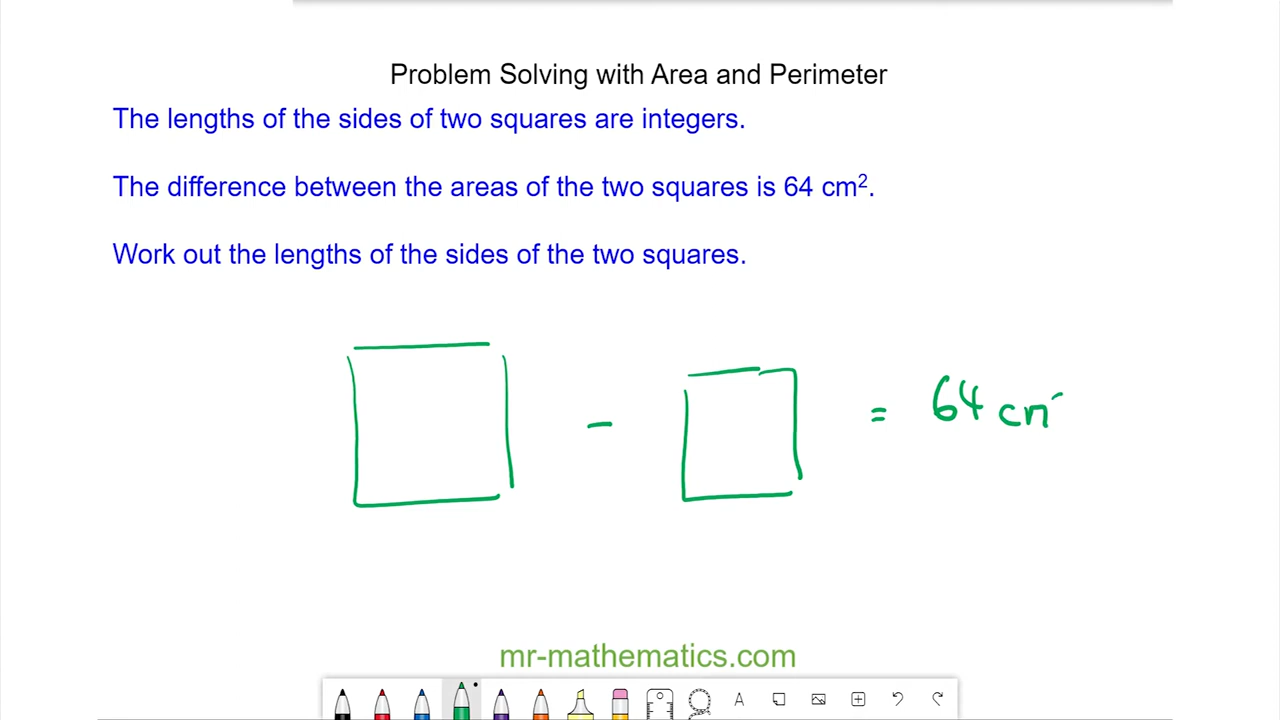 Problem Solving with Area and Perimeter
The lengths of the sides of two squares are integers.
The difference between the areas of the two squares is 64 cm².
Work out the lengths of the sides of the two squares.
- = 64 cm
mr-mathematics.com
A